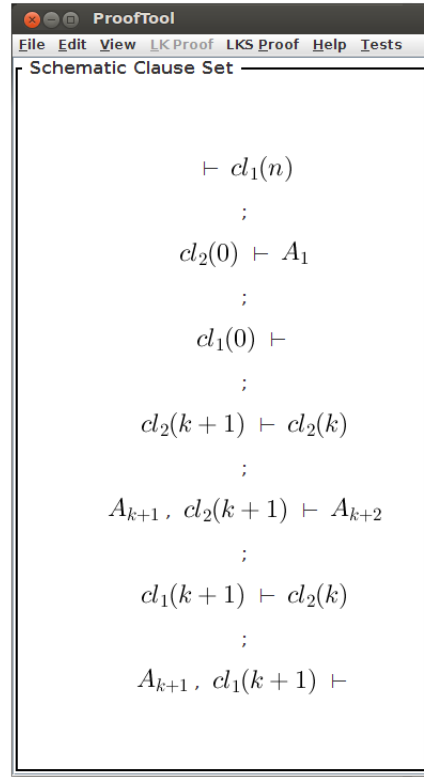 ProofTool
File Edit View LK Proof LKS Proof Help Tests
Schematic Clause Set
⊢ cl₁(n)
;
cl₂(0) ⊢ A₁
;
cl₁(0) ⊢
;
cl₂(k + 1) ⊢ cl₂(k)
;
Aₖ₊₁ , cl₂(k + 1) ⊢ Aₖ₊₂
;
cl₁(k + 1) ⊢ cl₂(k)
;
Aₖ₊₁ , cl₁(k + 1) ⊢